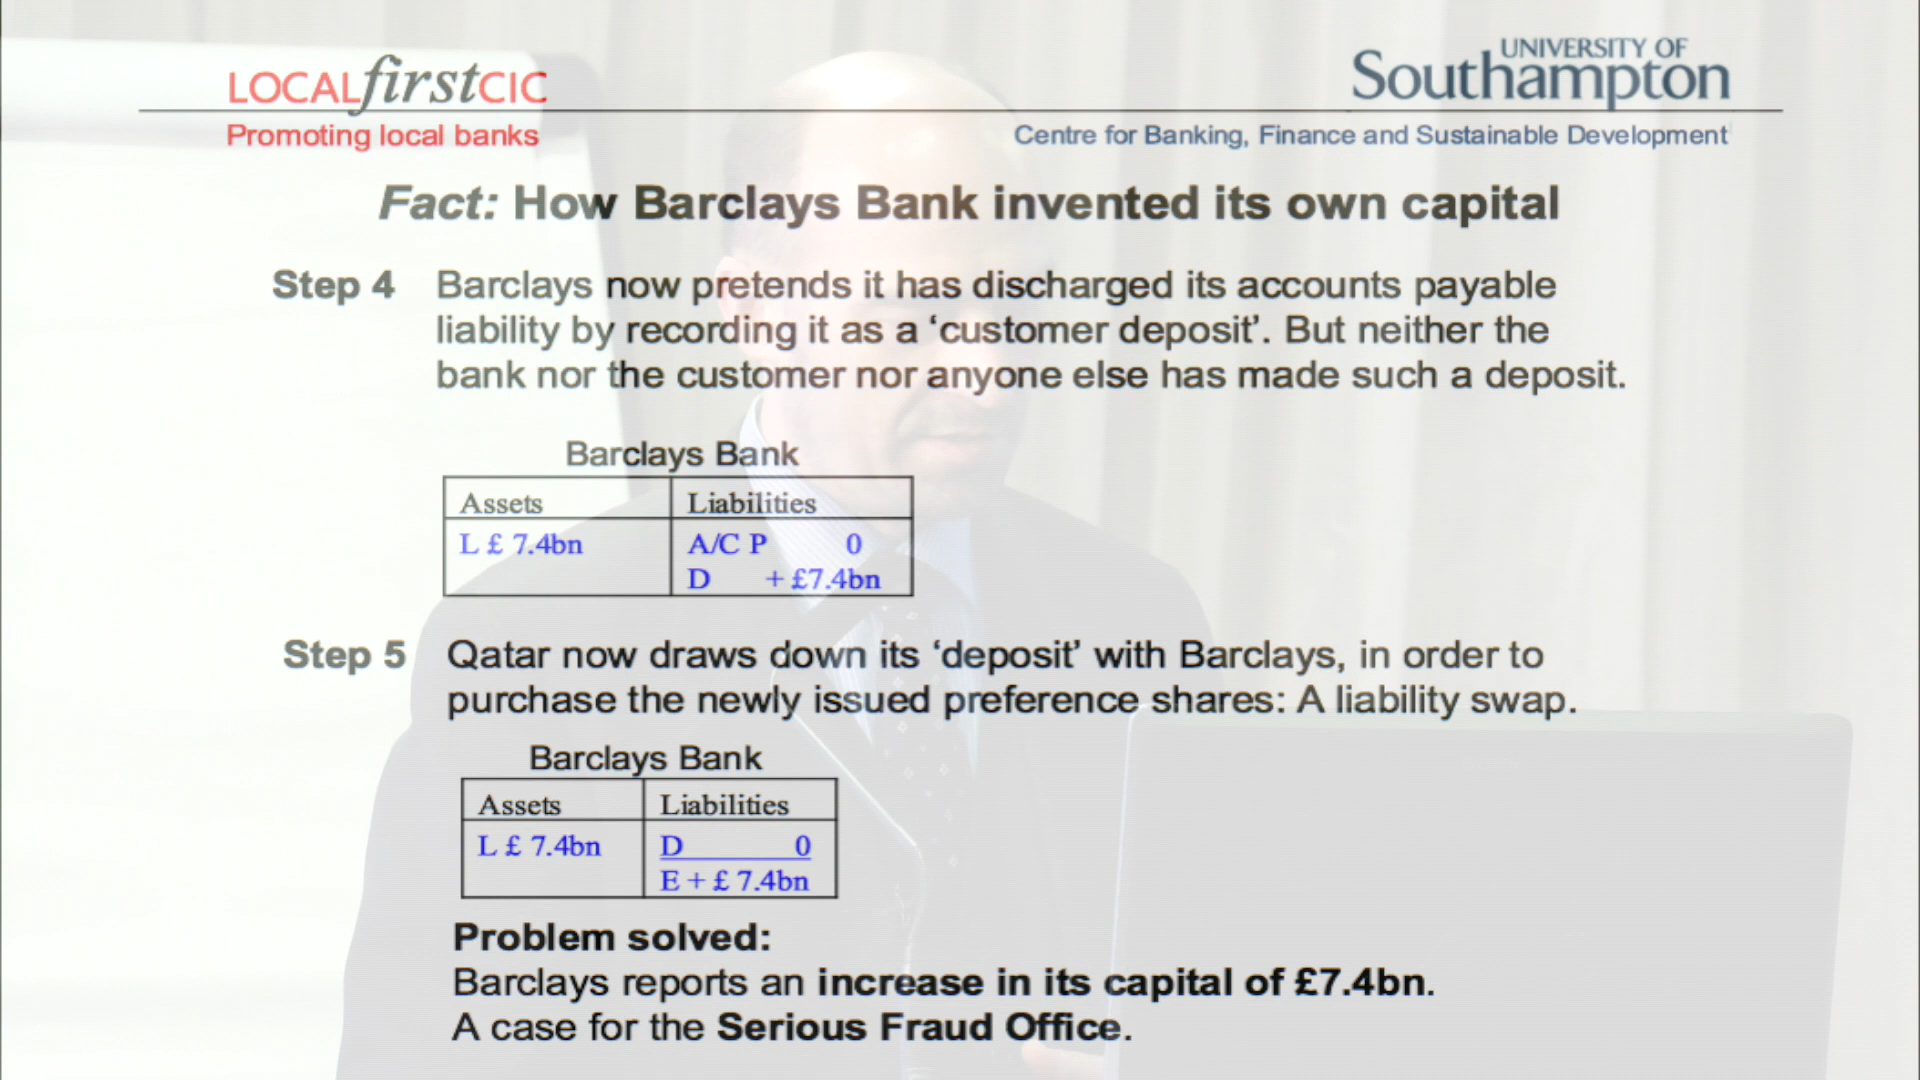 LOCALfirstCIC
Promoting local banks
UNIVERSITY OF
Southampton
Centre for Banking, Finance and Sustainable Development
Fact: How Barclays Bank invented its own capital
Step 4 Barclays now pretends it has discharged its accounts payable
liability by recording it as a ‘customer deposit’. But neither the
bank nor the customer nor anyone else has made such a deposit.
Barclays Bank
Assets Liabilities
L £ 7.4bn A/C P 0
D + £7.4bn
Step 5 Qatar now draws down its ‘deposit’ with Barclays, in order to
purchase the newly issued preference shares: A liability swap.
Barclays Bank
Assets Liabilities
L £ 7.4bn D 0
E + £ 7.4bn
Problem solved:
Barclays reports an increase in its capital of £7.4bn.
A case for the Serious Fraud Office.